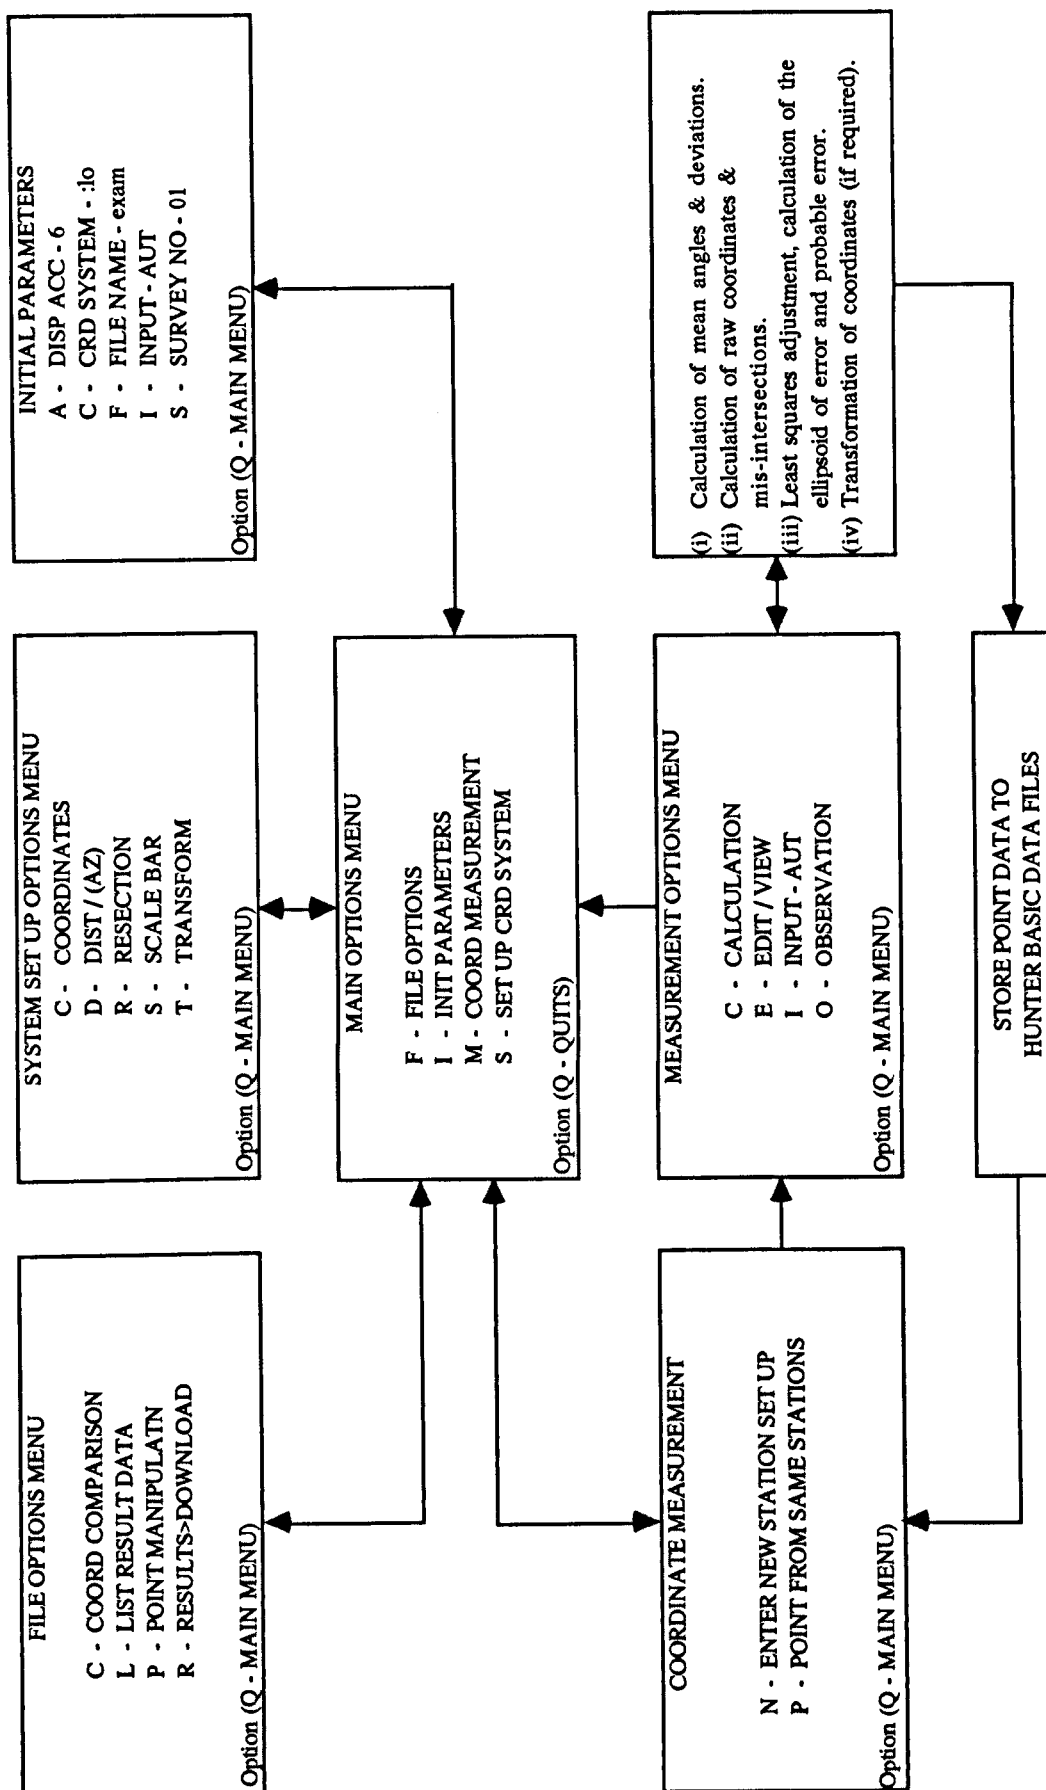 FILE OPTIONS MENU
C - COORD COMPARISON
L - LIST RESULT DATA
P - POINT MANIPULATN
R - RESULTS>DOWNLOAD
Option (Q - MAIN MENU)
SYSTEM SET UP OPTIONS MENU
C - COORDINATES
D - DIST / (AZ)
R - RESECTION
S - SCALE BAR
T - TRANSFORM
Option (Q - MAIN MENU)
INITIAL PARAMETERS
A - DISP ACC - 6
C - CRD SYSTEM - :lo
F - FILE NAME - exam
I - INPUT - AUT
S - SURVEY NO - 01
Option (Q - MAIN MENU)
MAIN OPTIONS MENU
F - FILE OPTIONS
I - INIT PARAMETERS
M - COORD MEASUREMENT
S - SET UP CRD SYSTEM
Option (Q - QUITS)
COORDINATE MEASUREMENT
N - ENTER NEW STATION SET UP
P - POINT FROM SAME STATIONS
Option (Q - MAIN MENU)
MEASUREMENT OPTIONS MENU
C - CALCULATION
E - EDIT / VIEW
I - INPUT - AUT
O - OBSERVATION
Option (Q - MAIN MENU)
(i) Calculation of mean angles & deviations.
(ii) Calculation of raw coordinates &
mis-intersections.
(iii) Least squares adjustment, calculation of the
ellipsoid of error and probable error.
(iv) Transformation of coordinates (if required).
STORE POINT DATA TO
HUNTER BASIC DATA FILES